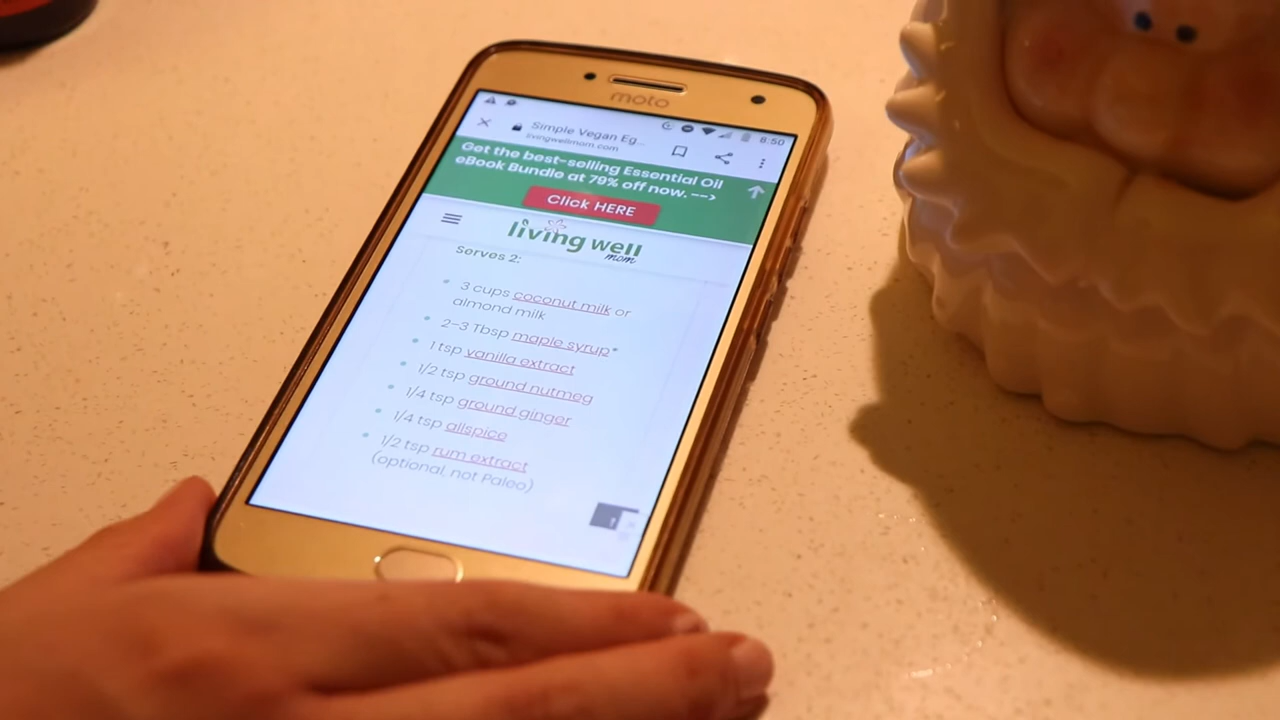 moto
8:50
Simple Vegan Eg...
livingwellmom.com
Get the best-selling Essential Oil
eBook Bundle at 79% off now. -->
Click HERE
living well
mom
Serves 2:
3 cups coconut milk or
almond milk
2-3 Tbsp maple syrup*
1 tsp vanilla extract
1/2 tsp ground nutmeg
1/4 tsp ground ginger
1/4 tsp allspice
1/2 tsp rum extract
(optional, not Paleo)